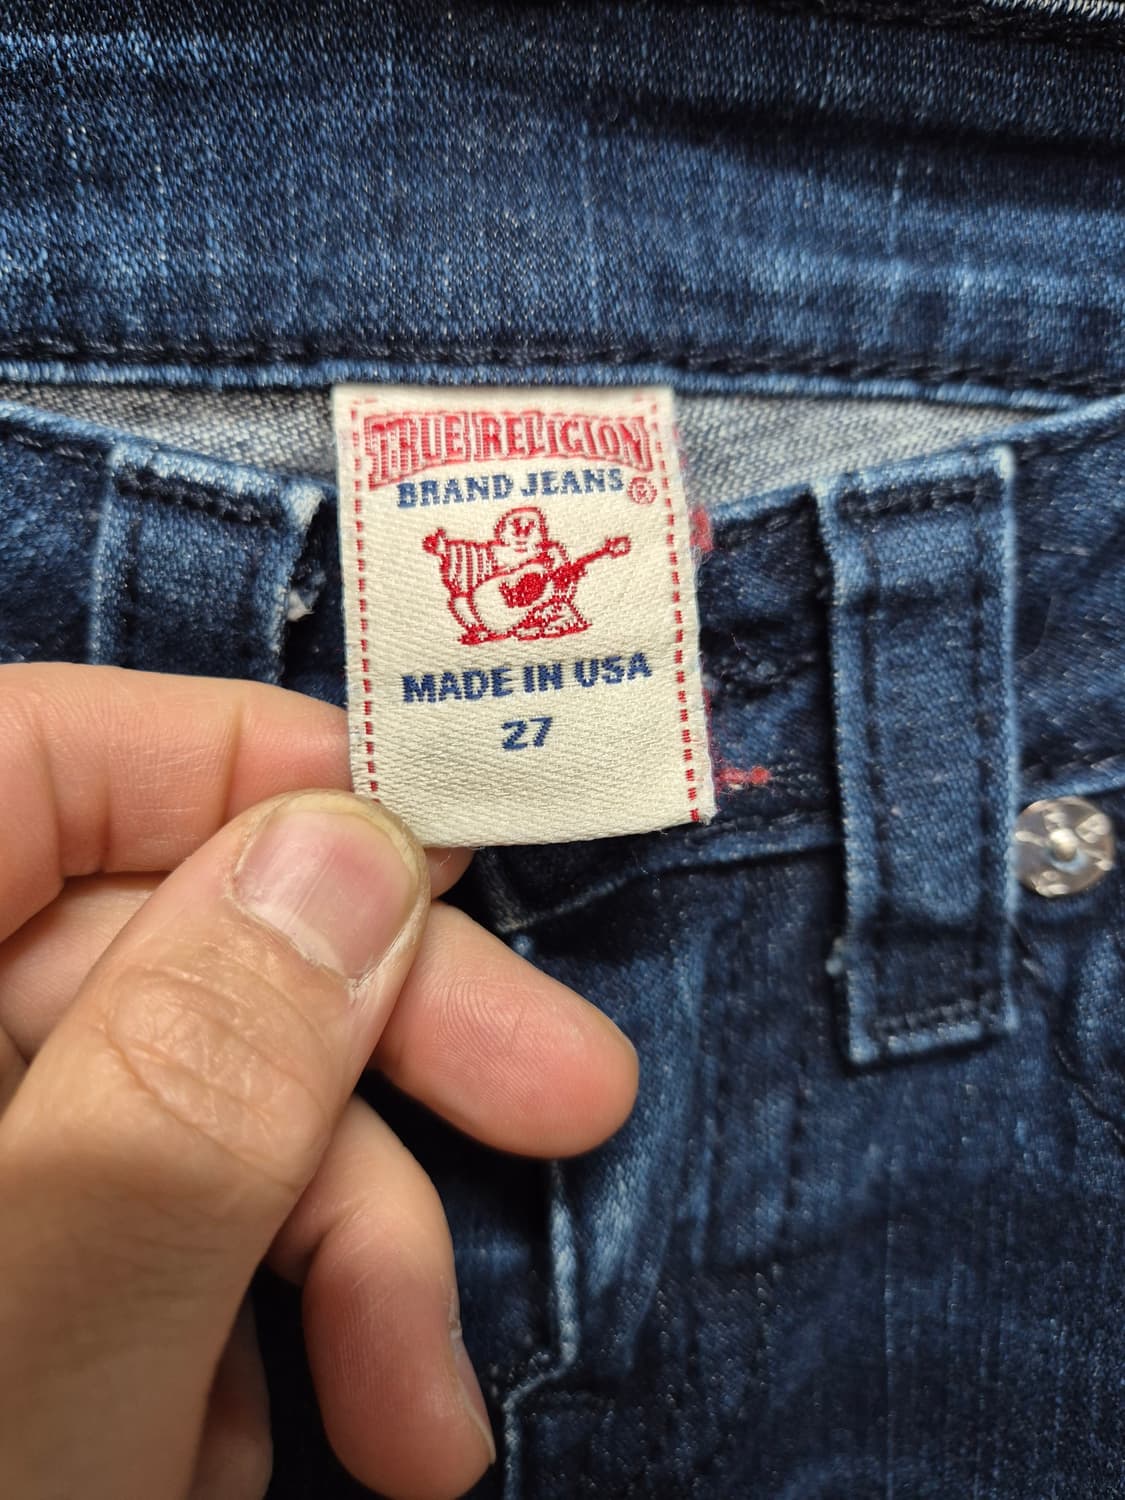 TRUE RELIGION
BRAND JEANS®
MADE IN USA
27